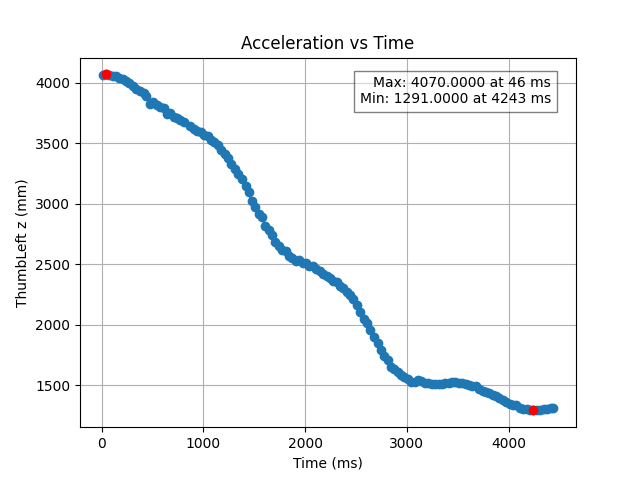 Acceleration vs Time
Max: 4070.0000 at 46 ms
Min: 1291.0000 at 4243 ms
ThumbLeft z (mm)
4000
3500
3000
2500
2000
1500
0 1000 2000 3000 4000
Time (ms)